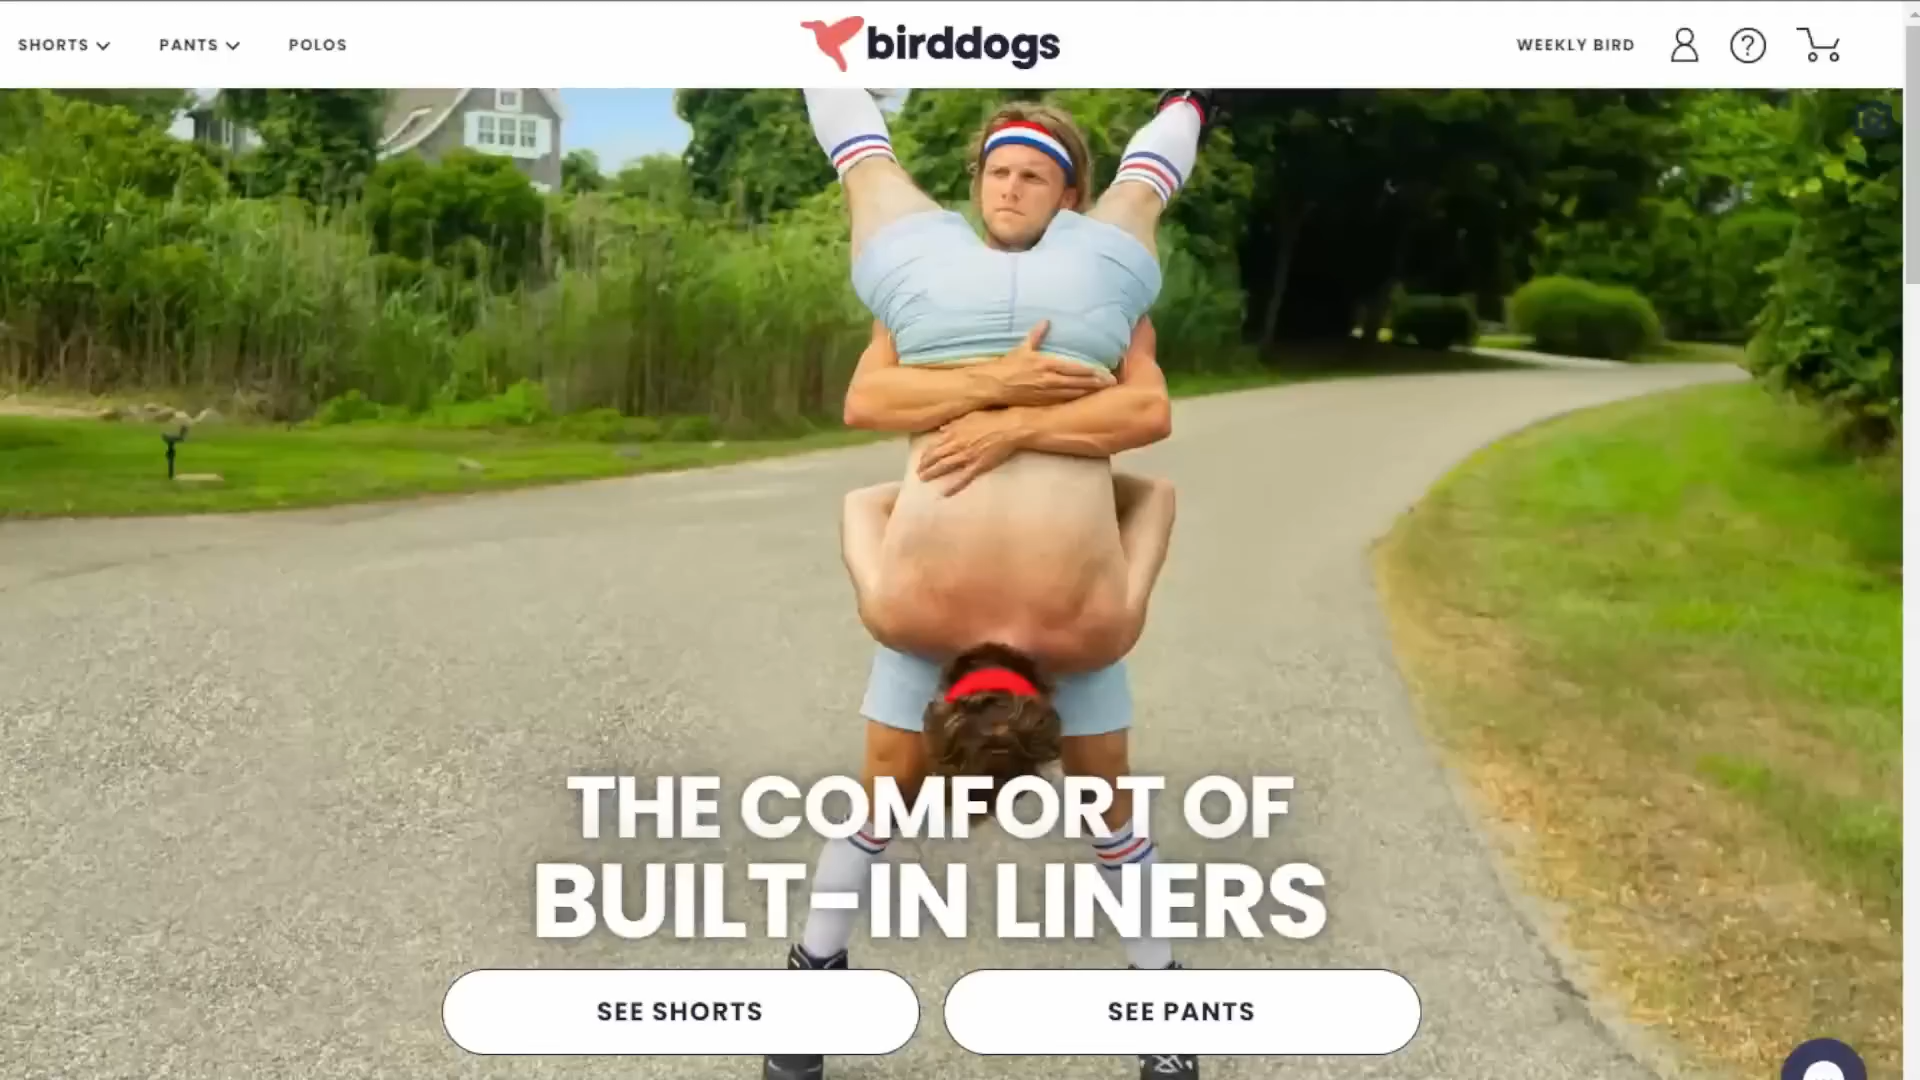 SHORTS
PANTS
POLOS
birddogs
WEEKLY BIRD
?
THE COMFORT OF
BUILT-IN LINERS
SEE SHORTS
SEE PANTS